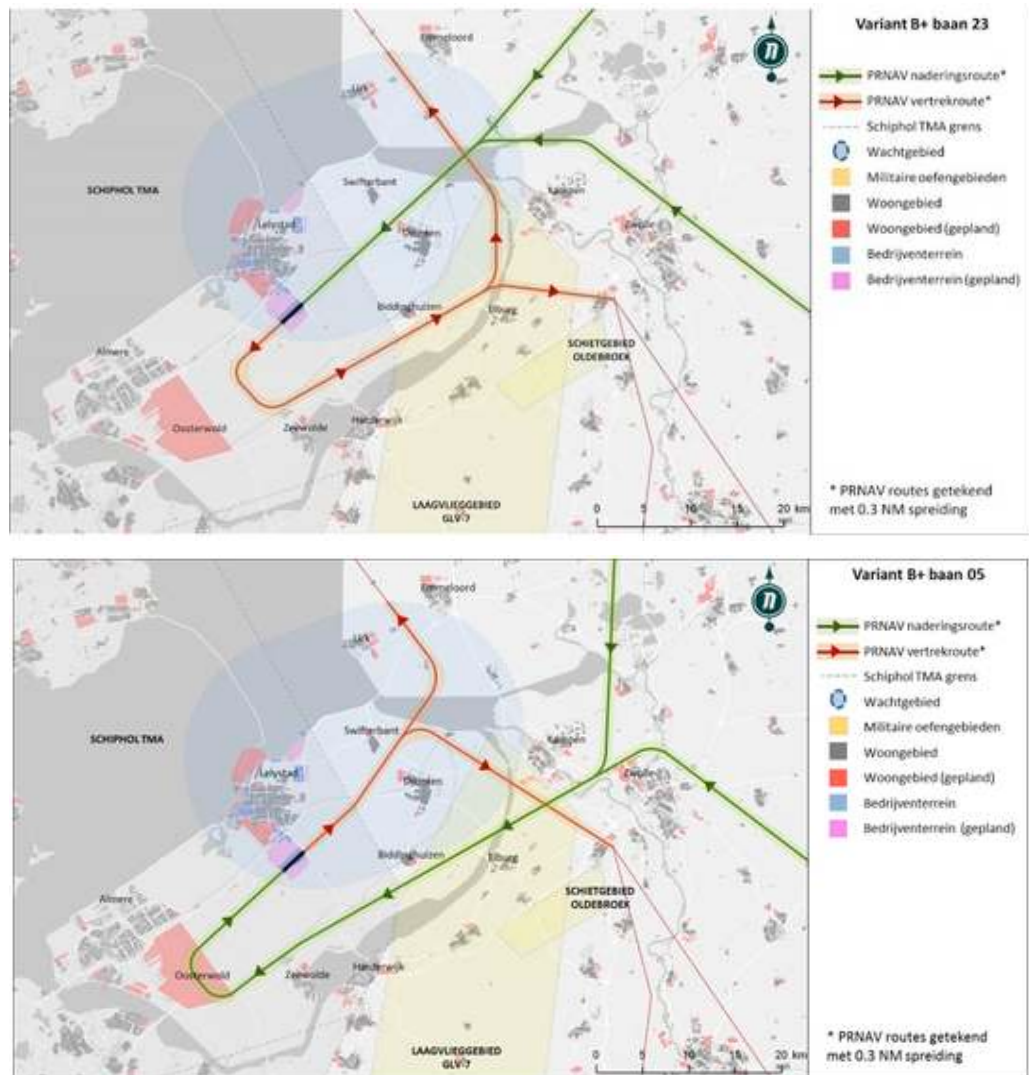 Variant B+ baan 23
PRNAV naderingsroute*
PRNAV vertrekroute*
Schiphol TMA grens
Wachtgebied
Militaire oefengebieden
Woongebied
Woongebied (gepland)
Bedrijventerrein
Bedrijventerrein (gepland)
* PRNAV routes getekend
met 0.3 NM spreiding
Emmeloord
Urk
SCHIPHOL TMA
Swifterbant
Kampen
Lelystad
Dronten
Zwolle
Biddinghuizen
Elburg
SCHIETGEBIED
OLDEBROEK
Almere
Oosterwold
Zeewolde
Harderwijk
LAAGVLIEGGEBIED
GLV-7
0 5 10 15 20 km
Variant B+ baan 05
PRNAV naderingsroute*
PRNAV vertrekroute*
Schiphol TMA grens
Wachtgebied
Militaire oefengebieden
Woongebied
Woongebied (gepland)
Bedrijventerrein
Bedrijventerrein (gepland)
* PRNAV routes getekend
met 0.3 NM spreiding
Emmeloord
Urk
Swifterbant
SCHIPHOL TMA
Kampen
Lelystad
Dronten
Zwolle
Biddinghuizen
Elburg
SCHIETGEBIED
OLDEBROEK
Almere
Oosterwold
Zeewolde
Harderwijk
LAAGVLIEGGEBIED
GLV-7
0 5 10 15 20 km